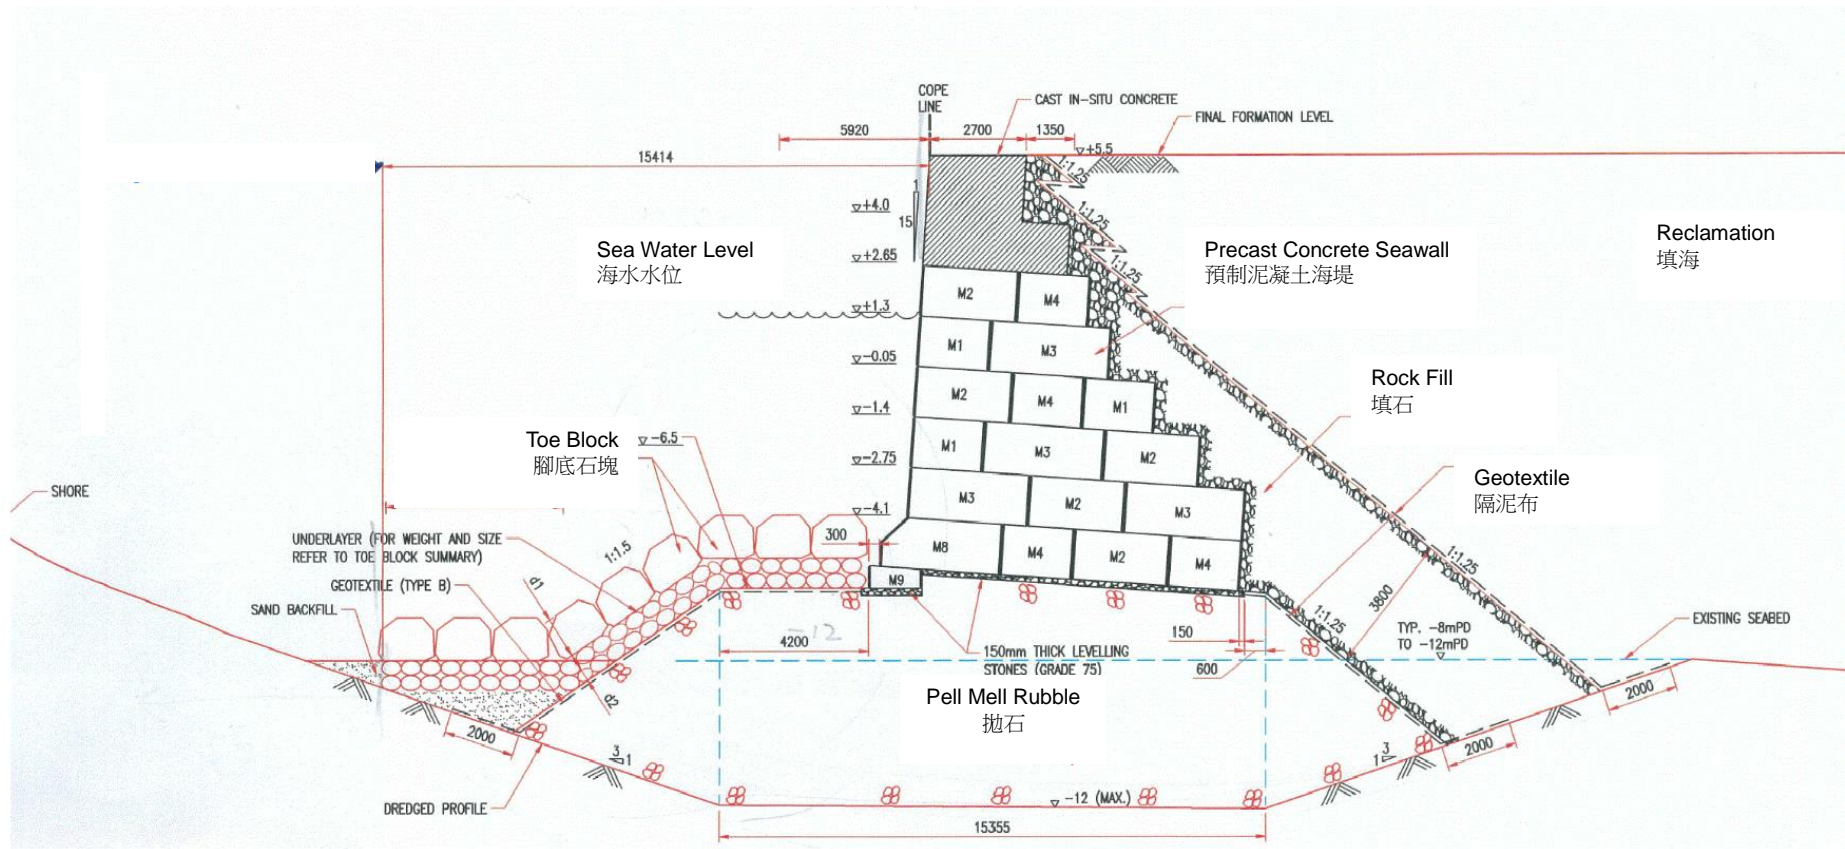 COPE
LINE
CAST IN-SITU CONCRETE
FINAL FORMATION LEVEL
5920
2700
1350
15414
+5.5
1:1.25
1
15
+4.0
1:1.25
Sea Water Level
海水水位
+2.65
1:1.25
Precast Concrete Seawall
預制泥凝土海堤
Reclamation
填海
M2
M4
+1.3
M1
M3
-0.05
Rock Fill
填石
M2
M4
M1
-1.4
Toe Block
腳底石塊
-6.5
M1
M3
M2
-2.75
Geotextile
隔泥布
SHORE
M3
M2
M3
-4.1
300
UNDERLAYER (FOR WEIGHT AND SIZE
REFER TO TOE BLOCK SUMMARY)
1:1.5
M8
M4
M2
M4
1:1.25
GEOTEXTILE (TYPE B)
d1
M9
3800
SAND BACKFILL
1:1.25
-12
4200
150
TYP. -8mPD
TO -12mPD
EXISTING SEABED
150mm THICK LEVELLING
STONES (GRADE 75)
600
d2
Pell Mell Rubble
拋石
2000
2000
2000
3
1
3
1
DREDGED PROFILE
-12 (MAX.)
15355